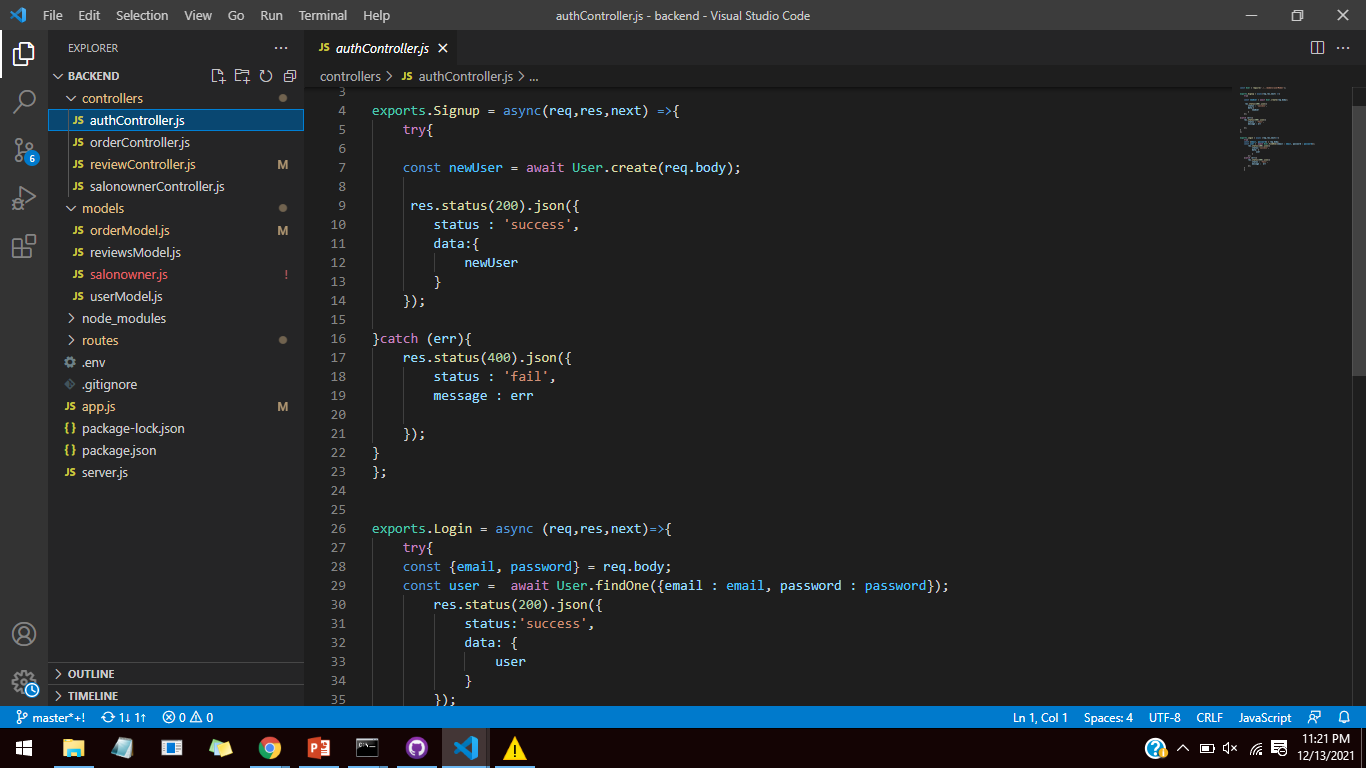 File Edit Selection View Go Run Terminal Help authController.js - backend - Visual Studio Code
EXPLORER
BACKEND
controllers
JS authController.js
JS orderController.js
JS reviewController.js M
JS salonownerController.js
models
JS orderModel.js M
JS reviewsModel.js
JS salonowner.js !
JS userModel.js
node_modules
routes
.env
.gitignore
JS app.js M
{} package-lock.json
{} package.json
JS server.js
OUTLINE
TIMELINE
6
JS authController.js
controllers > JS authController.js > ...
3
4 exports.Signup = async(req,res,next) =>{
5 try{
6
7 const newUser = await User.create(req.body);
8
9 res.status(200).json({
10 status : 'success',
11 data:{
12 newUser
13 }
14 });
15
16 }catch (err){
17 res.status(400).json({
18 status : 'fail',
19 message : err
20
21 });
22 }
23 };
24
25
26 exports.Login = async (req,res,next)=>{
27 try{
28 const {email, password} = req.body;
29 const user = await User.findOne({email : email, password : password});
30 res.status(200).json({
31 status:'success',
32 data: {
33 user
34 }
35 });
master*+! 1↓ 1↑ 0 0 Ln 1, Col 1 Spaces: 4 UTF-8 CRLF JavaScript
11:21 PM
12/13/2021